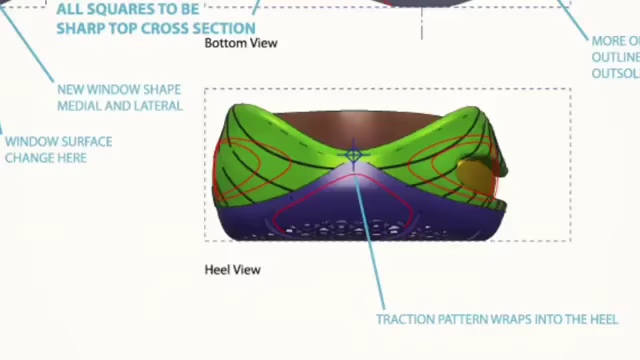 ALL SQUARES TO BE
SHARP TOP CROSS SECTION
Bottom View
MORE
OUTLINE
OUTSOL
NEW WINDOW SHAPE
MEDIAL AND LATERAL
WINDOW SURFACE
CHANGE HERE
Heel View
TRACTION PATTERN WRAPS INTO THE HEEL